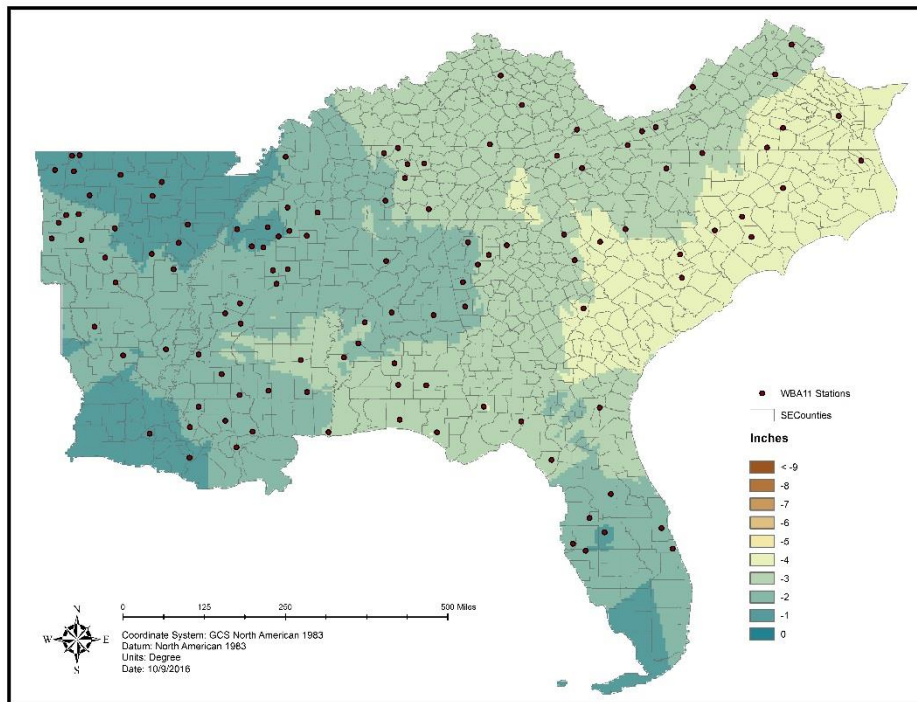 WBA11 Stations
SECounties
Inches
< -9
-8
-7
-6
-5
-4
-3
-2
-1
0
0 125 250 500 Miles
N
W E
S
Coordinate System: GCS North American 1983
Datum: North American 1983
Units: Degree
Date: 10/9/2016